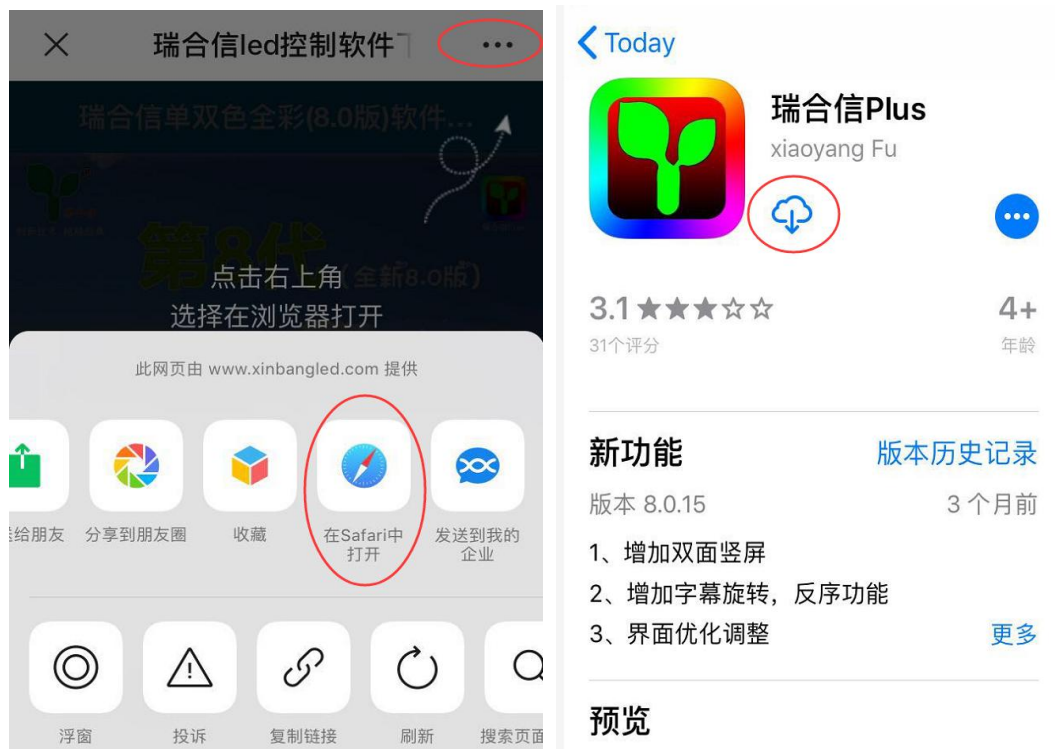 瑞合信led控制软件
瑞合信单双色全彩(8.0版)软件...
第8代
(全新8.0版)
点击右上角
选择在浏览器打开
此网页由 www.xinbangled.com 提供
给朋友
分享到朋友圈
收藏
在Safari中
打开
发送到我的
企业
浮窗
投诉
复制链接
刷新
搜索页面
Today
瑞合信Plus
xiaoyang Fu
3.1
4+
31个评分
年龄
新功能
版本历史记录
版本 8.0.15
3 个月前
1、增加双面竖屏
2、增加字幕旋转，反序功能
3、界面优化调整
更多
预览